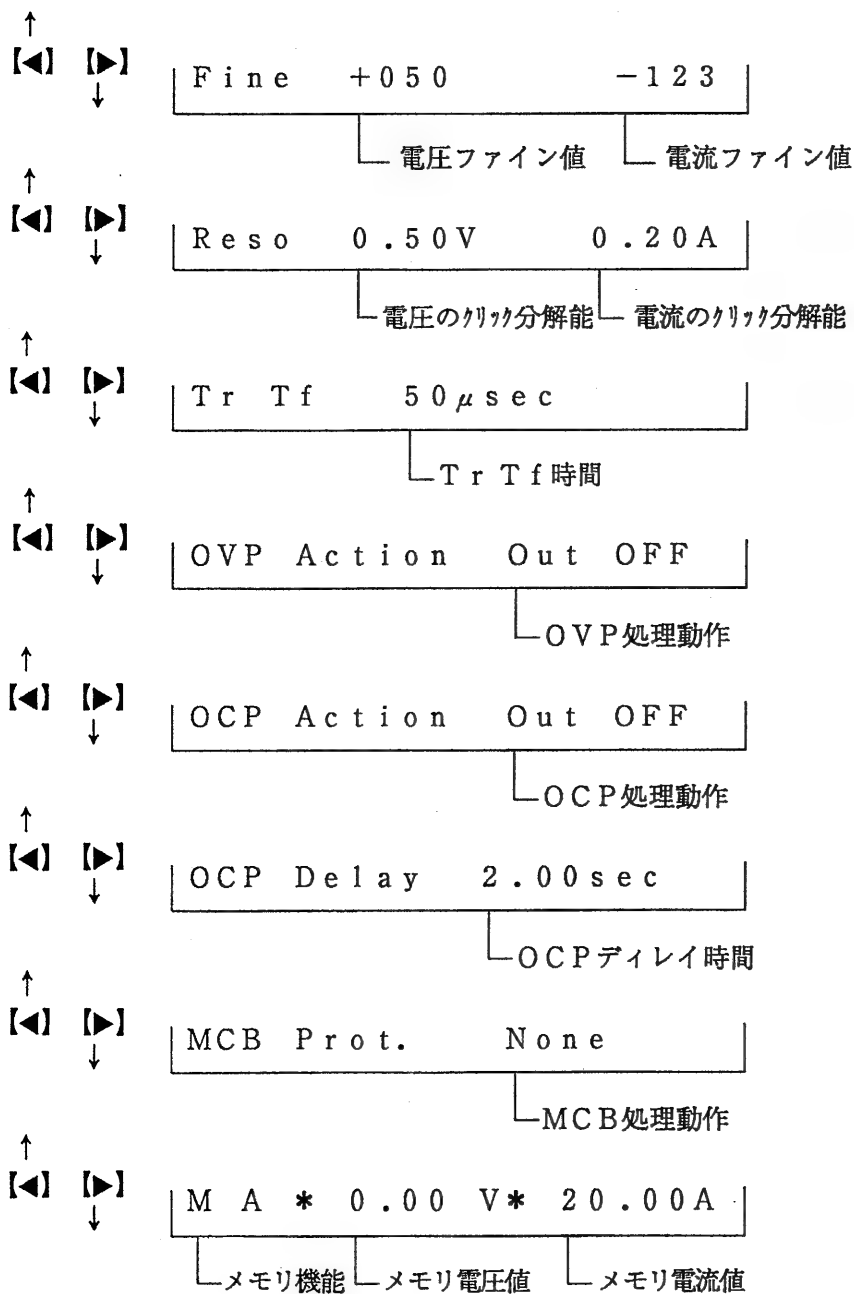 ↑
【◀】 【▶】
↓
Fine +050 -123
電圧ファイン値 電流ファイン値
↑
【◀】 【▶】
↓
Reso 0.50V 0.20A
電圧のｸﾘｯｸ分解能 電流のｸﾘｯｸ分解能
↑
【◀】 【▶】
↓
Tr Tf 50μsec
Tr Tf時間
↑
【◀】 【▶】
↓
OVP Action Out OFF
OVP処理動作
↑
【◀】 【▶】
↓
OCP Action Out OFF
OCP処理動作
↑
【◀】 【▶】
↓
OCP Delay 2.00sec
OCPディレイ時間
↑
【◀】 【▶】
↓
MCB Prot. None
MCB処理動作
↑
【◀】 【▶】
↓
M A * 0.00 V* 20.00A
メモリ機能 メモリ電圧値 メモリ電流値